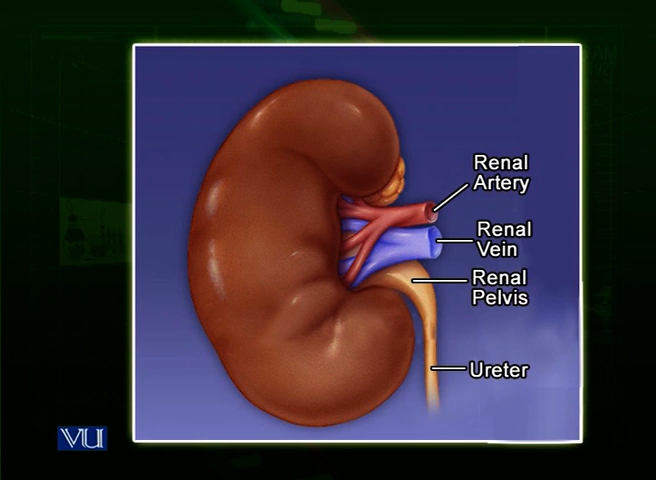 Renal
Artery
Renal
Vein
Renal
Pelvis
Ureter
VU